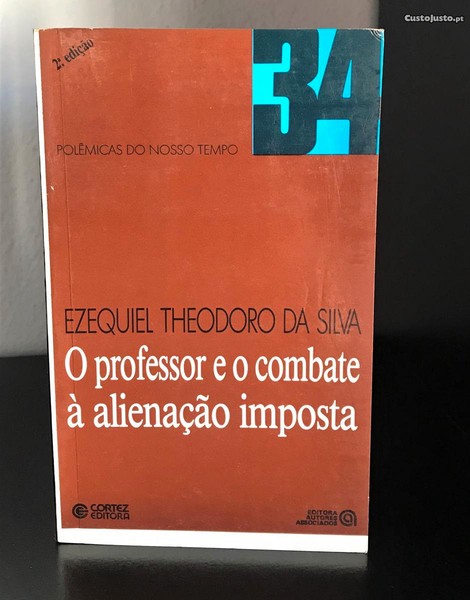 CustoJusto.pt
2ª edição
34
POLÊMICAS DO NOSSO TEMPO
EZEQUIEL THEODORO DA SILVA
O professor e o combate
à alienação imposta
CORTEZ
EDITORA
EDITORA
AUTORES
ASSOCIADOS